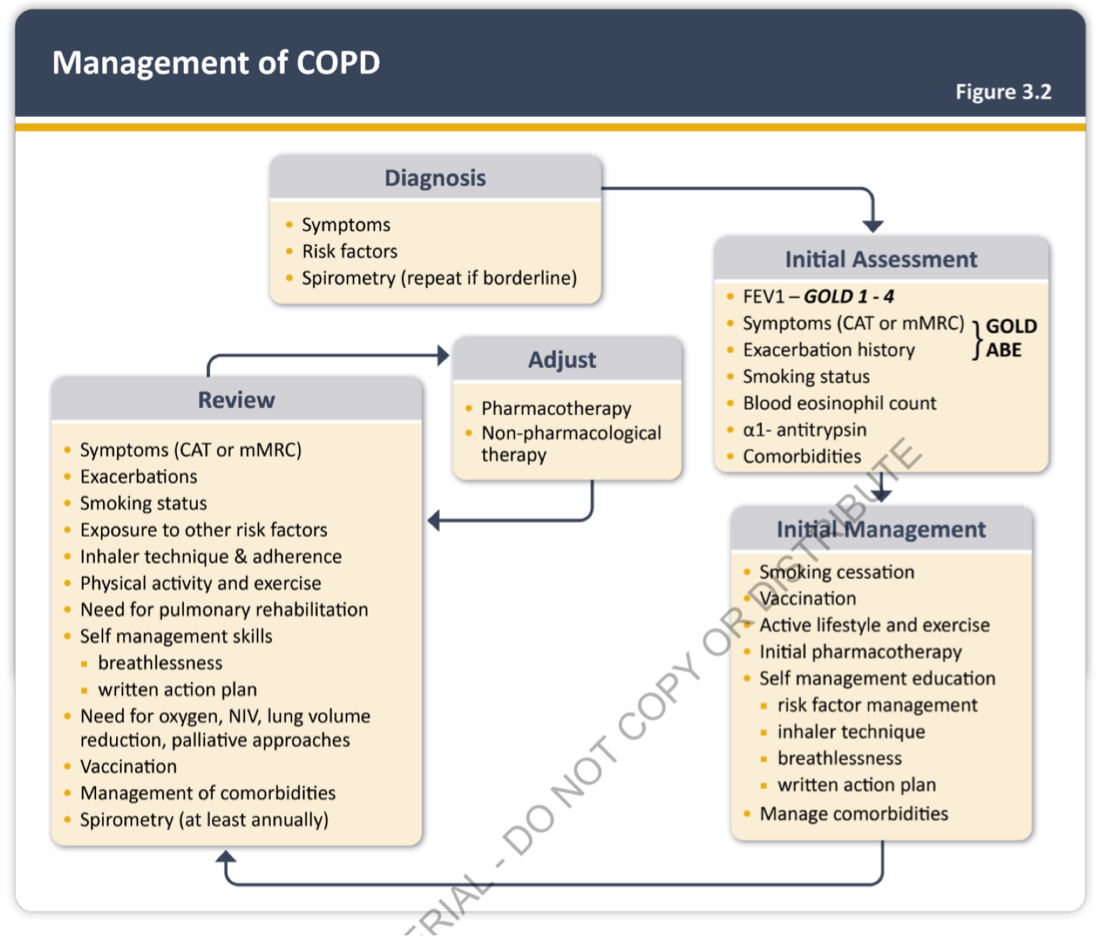 Management of COPD
Figure 3.2
Diagnosis
• Symptoms
• Risk factors
• Spirometry (repeat if borderline)
Initial Assessment
• FEV1 – GOLD 1 - 4
• Symptoms (CAT or mMRC)
• Exacerbation history
} GOLD
ABE
• Smoking status
• Blood eosinophil count
• α1- antitrypsin
• Comorbidities
Initial Management
• Smoking cessation
• Vaccination
• Active lifestyle and exercise
• Initial pharmacotherapy
• Self management education
▪ risk factor management
▪ inhaler technique
▪ breathlessness
▪ written action plan
• Manage comorbidities
Review
• Symptoms (CAT or mMRC)
• Exacerbations
• Smoking status
• Exposure to other risk factors
• Inhaler technique & adherence
• Physical activity and exercise
• Need for pulmonary rehabilitation
• Self management skills
▪ breathlessness
▪ written action plan
• Need for oxygen, NIV, lung volume
reduction, palliative approaches
• Vaccination
• Management of comorbidities
• Spirometry (at least annually)
Adjust
• Pharmacotherapy
• Non-pharmacological
therapy
- DO NOT COPY OR DISTRIBUTE